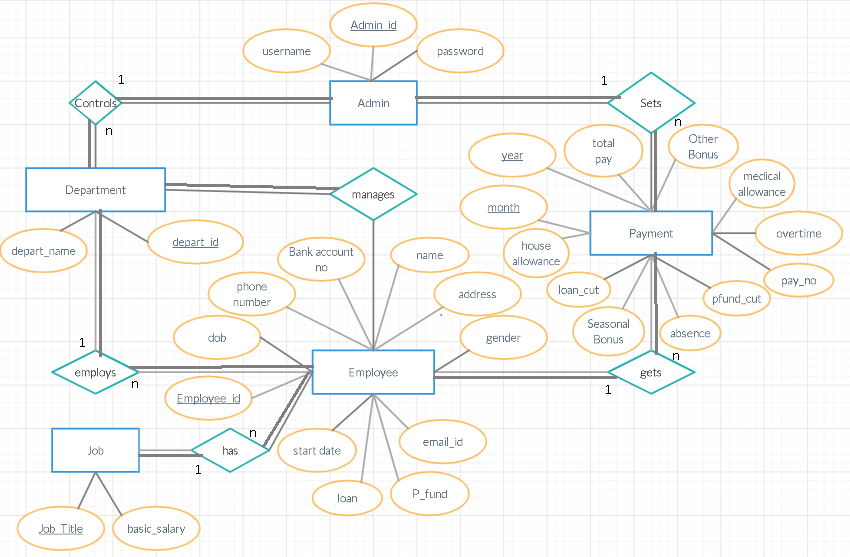 Admin_id
username
password
1
1
Controls
Admin
Sets
n
n
year
total
pay
Other
Bonus
medical
allowance
Department
manages
month
Payment
overtime
depart_name
depart_id
house
allowance
Bank account
no
name
loan_cut
pfund_cut
pay_no
phone
number
address
Seasonal
Bonus
absence
dob
gender
1
n
employs
n
Employee
gets
1
Employee_id
n
Job
has
1
start date
email_id
loan
P_fund
Job_Title
basic_salary